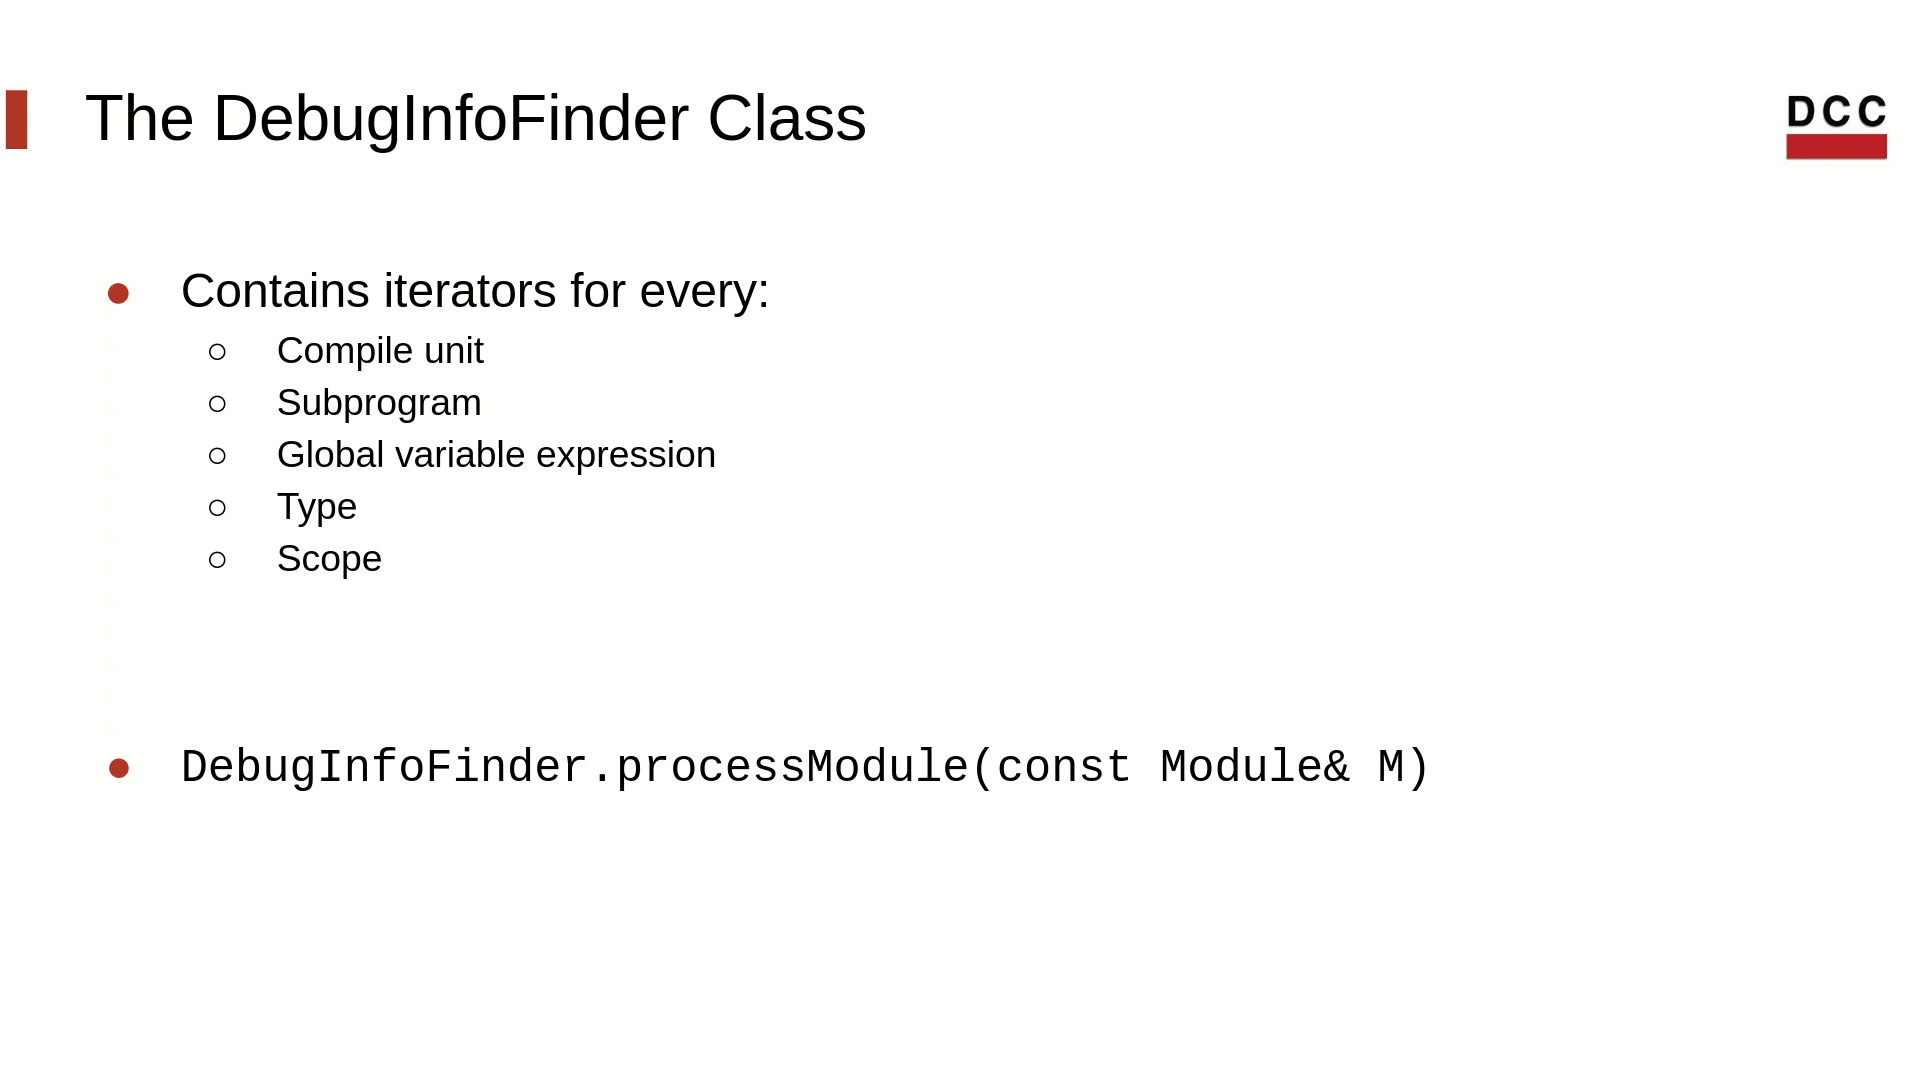 The DebugInfoFinder Class
DCC
● Contains iterators for every:
○ Compile unit
○ Subprogram
○ Global variable expression
○ Type
○ Scope
● DebugInfoFinder.processModule(const Module& M)